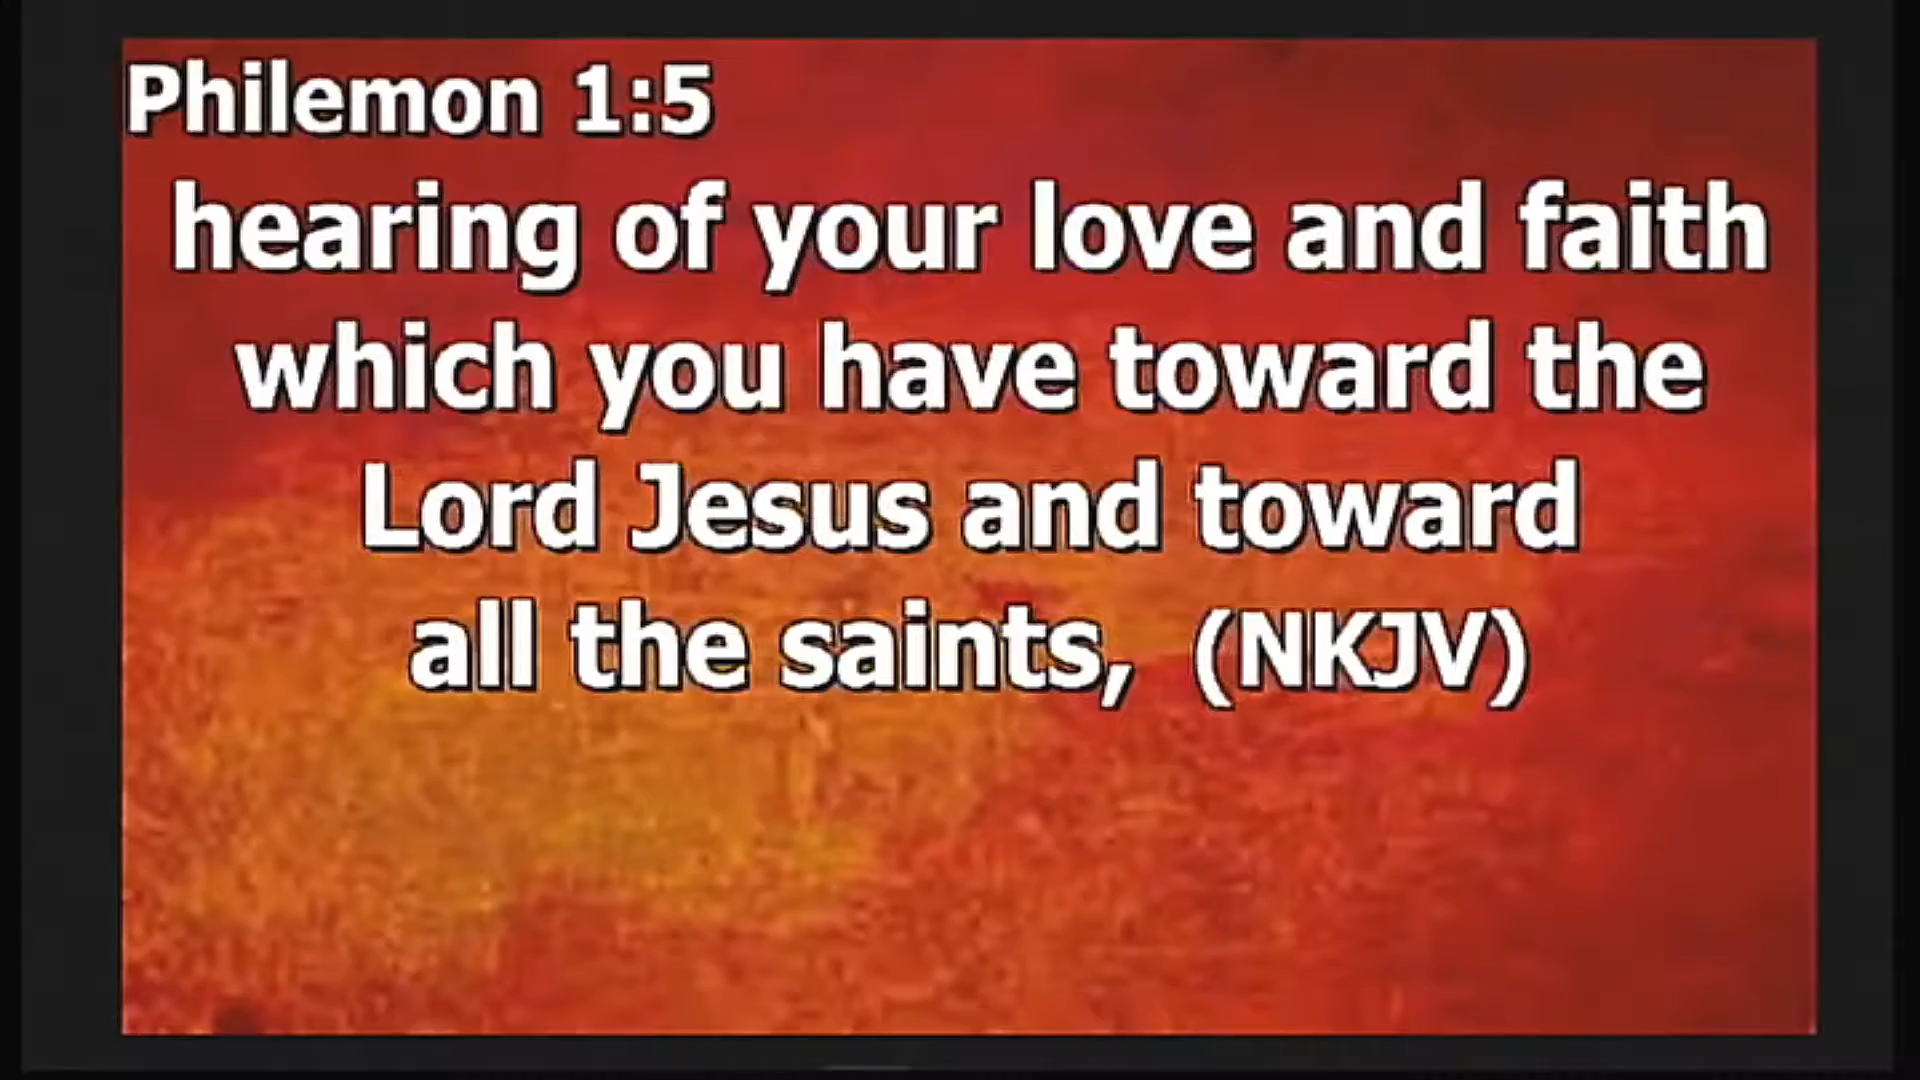 Philemon 1:5
hearing of your love and faith
which you have toward the
Lord Jesus and toward
all the saints, (NKJV)